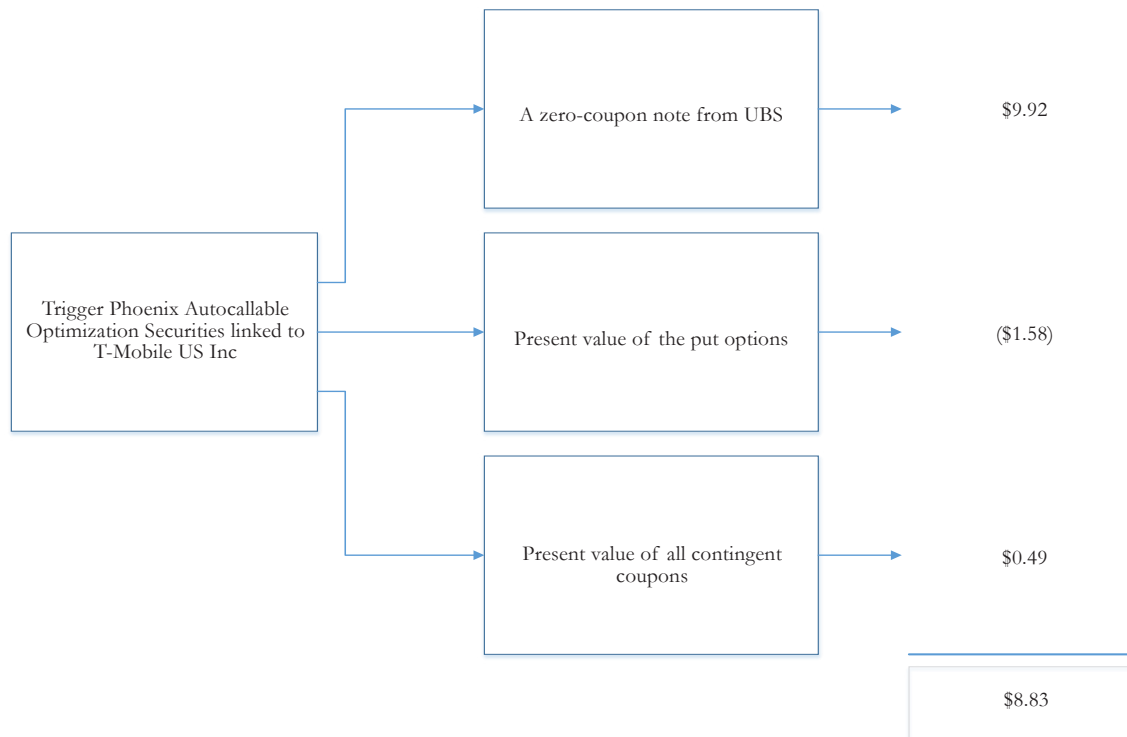 A zero-coupon note from UBS
$9.92
Trigger Phoenix Autocallable
Optimization Securities linked to
T-Mobile US Inc
Present value of the put options
($1.58)
Present value of all contingent
coupons
$0.49
$8.83